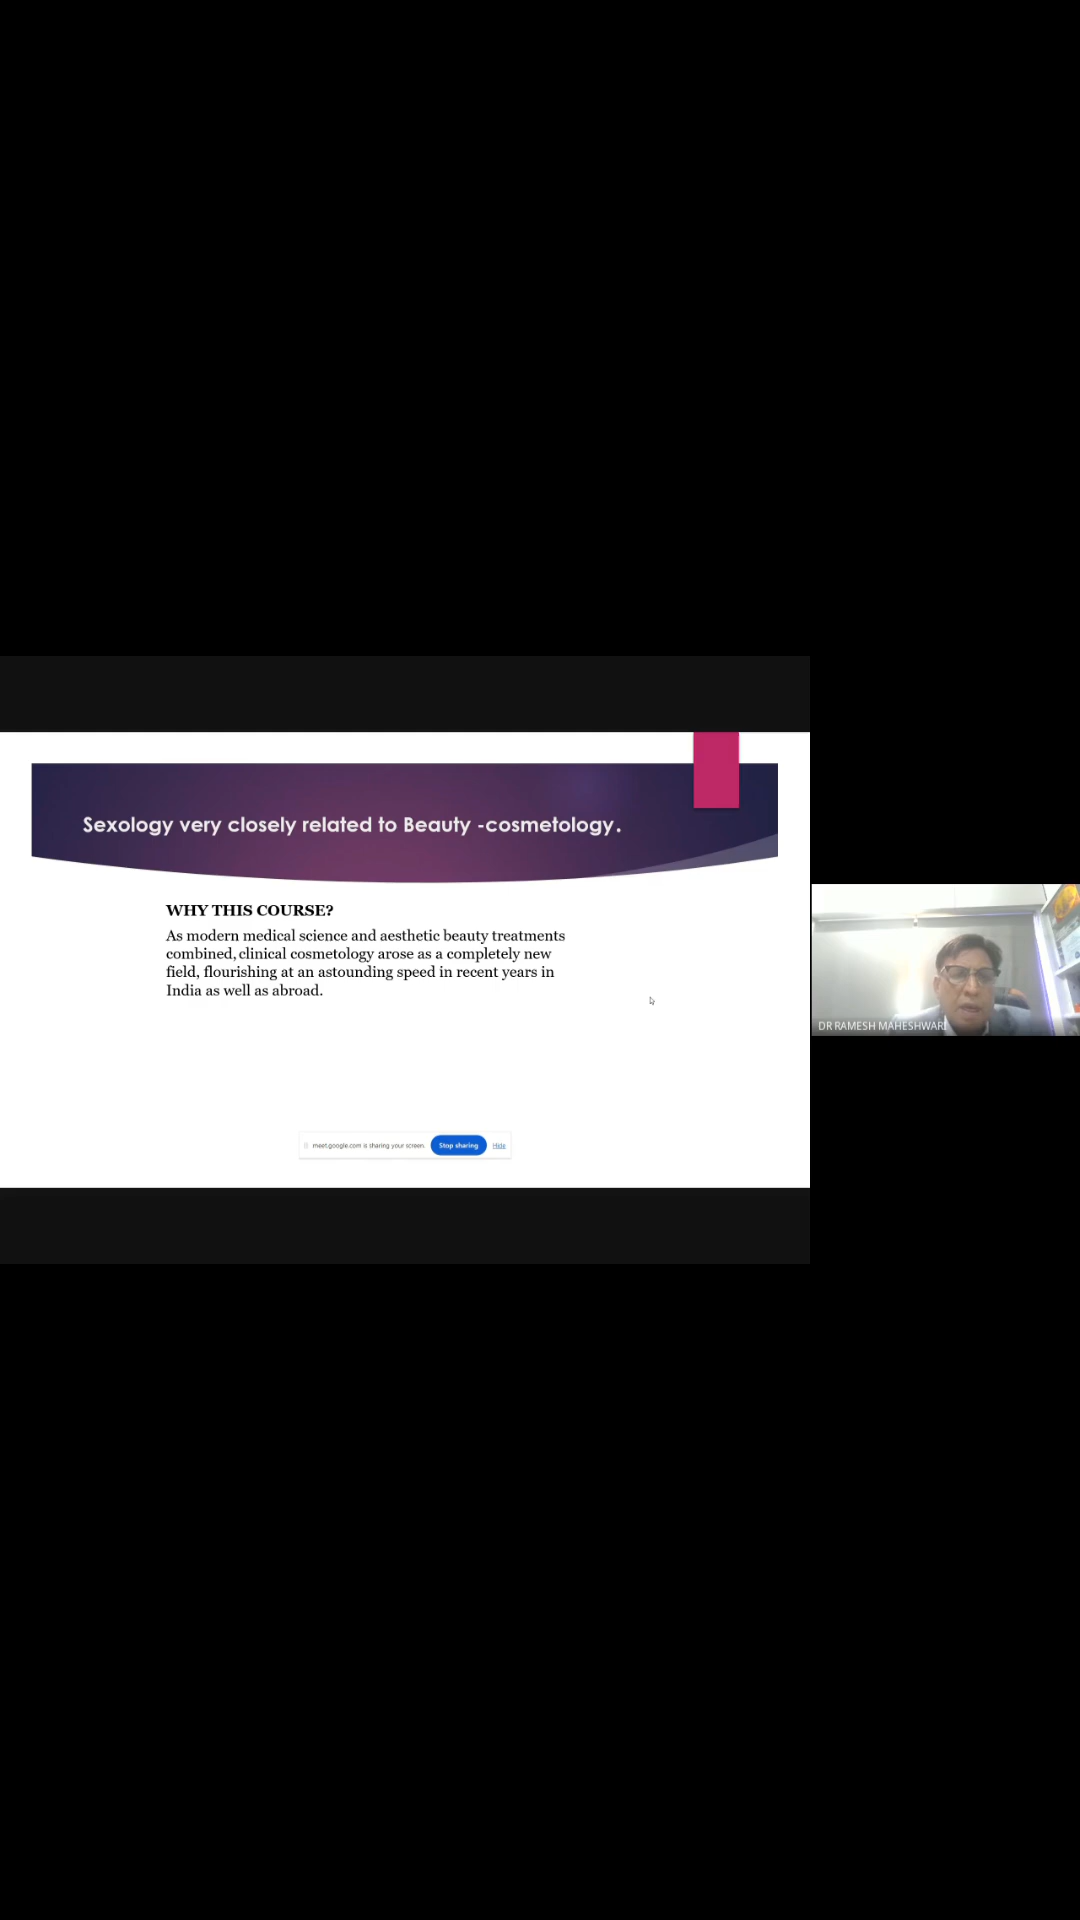 Sexology very closely related to Beauty -cosmetology.
WHY THIS COURSE?
As modern medical science and aesthetic beauty treatments
combined, clinical cosmetology arose as a completely new
field, flourishing at an astounding speed in recent years in
India as well as abroad.
DR RAMESH MAHESHWARI
meet.google.com is sharing your screen. Stop sharing Hide